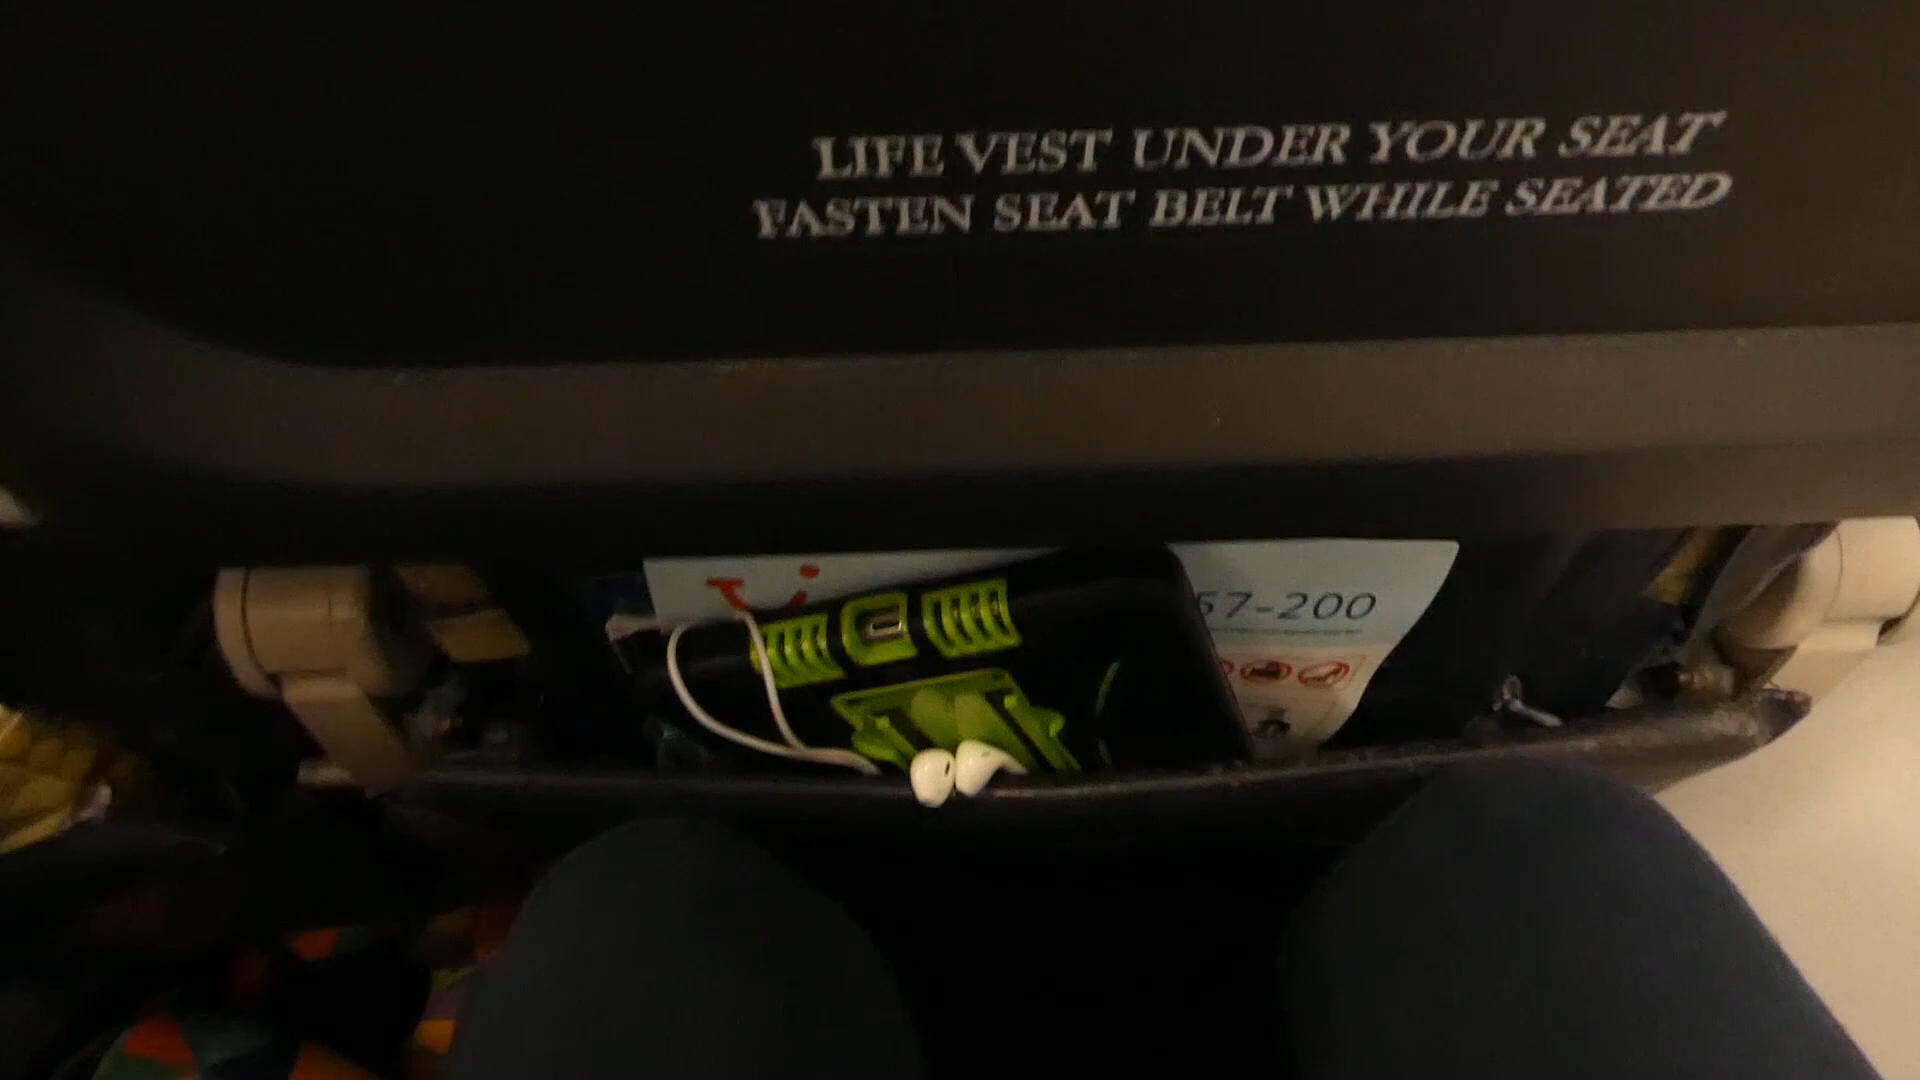 LIFE VEST UNDER YOUR SEAT
FASTEN SEAT BELT WHILE SEATED
57-200